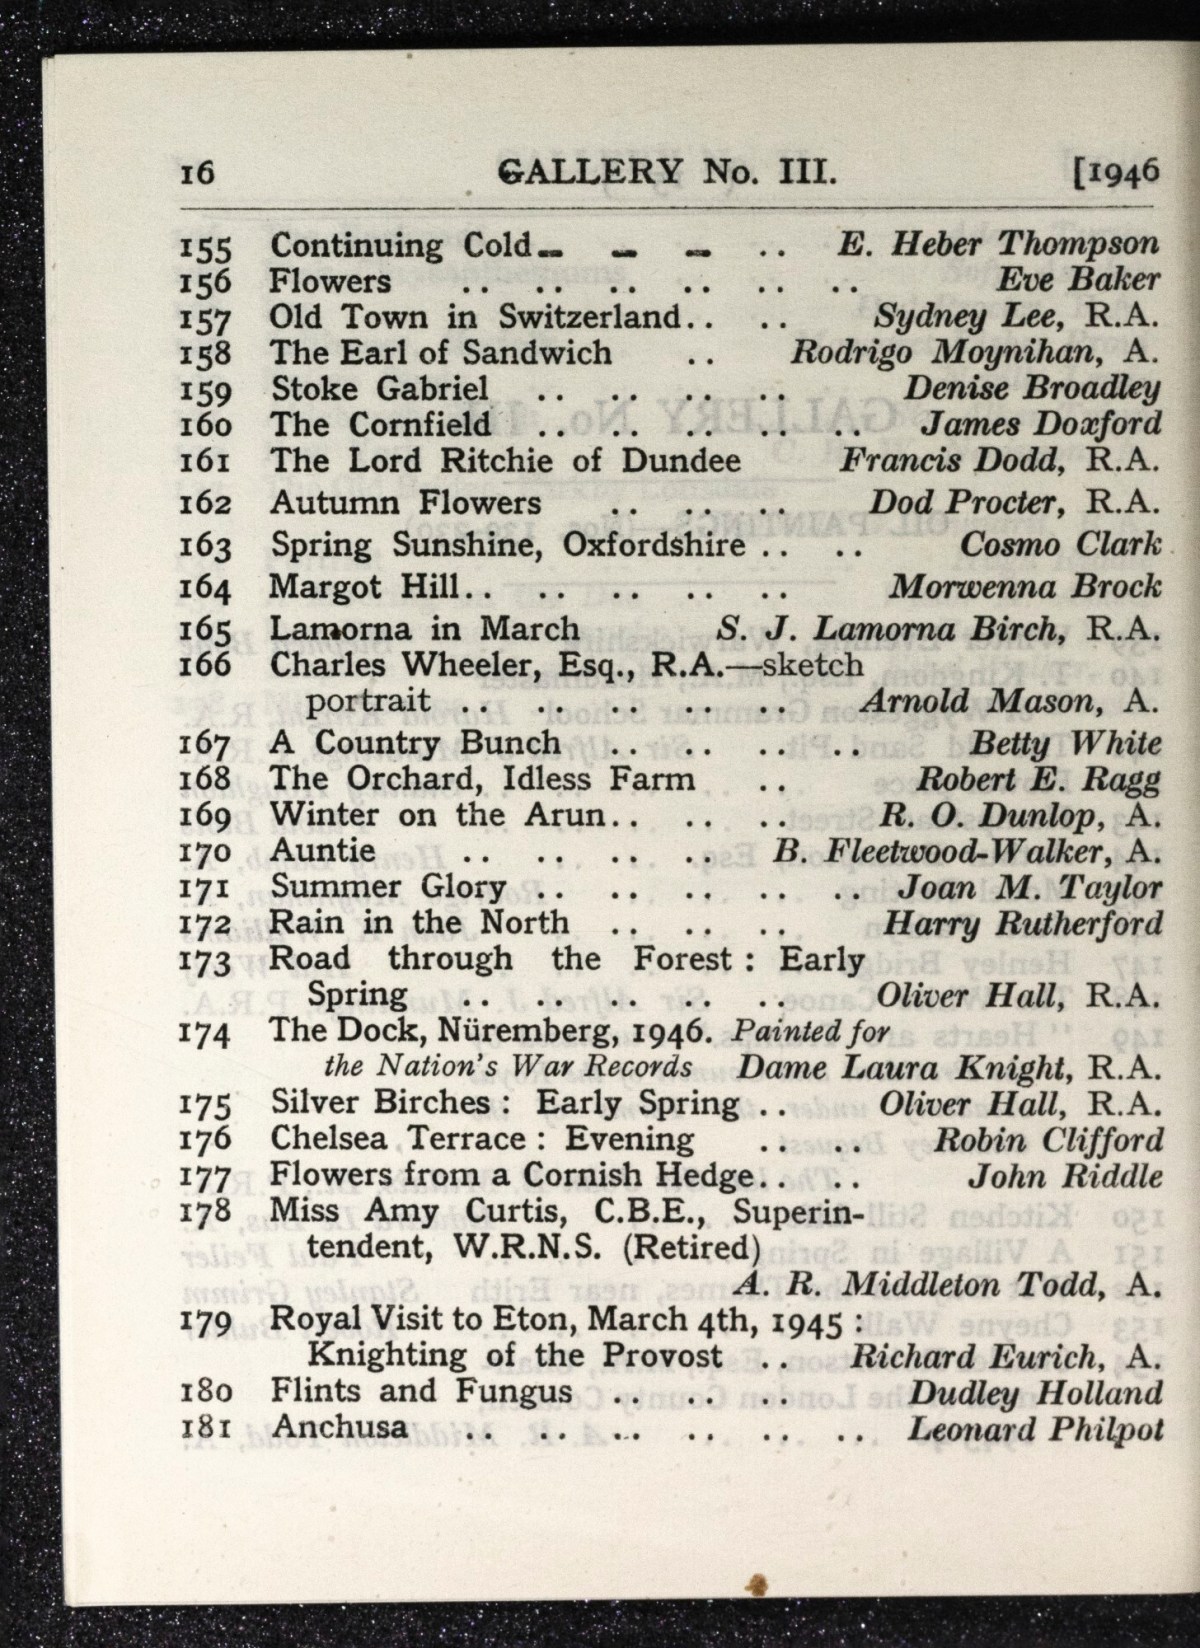 16 GALLERY No. III. [1946
155 Continuing Cold.. .. .. .. E. Heber Thompson
156 Flowers .. .. .. .. .. .. Eve Baker
157 Old Town in Switzerland.. .. Sydney Lee, R.A.
158 The Earl of Sandwich .. Rodrigo Moynihan, A.
159 Stoke Gabriel .. .. .. .. Denise Broadley
160 The Cornfield .. .. .. .. .. James Doxford
161 The Lord Ritchie of Dundee Francis Dodd, R.A.
162 Autumn Flowers .. .. .. Dod Procter, R.A.
163 Spring Sunshine, Oxfordshire .. .. Cosmo Clark
164 Margot Hill.. .. .. .. .. Morwenna Brock
165 Lamorna in March S. J. Lamorna Birch, R.A.
166 Charles Wheeler, Esq., R.A.—sketch
portrait .. .. .. .. .. Arnold Mason, A.
167 A Country Bunch .. .. .. .. Betty White
168 The Orchard, Idless Farm .. Robert E. Ragg
169 Winter on the Arun.. .. .. R. O. Dunlop, A.
170 Auntie .. .. .. .. B. Fleetwood-Walker, A.
171 Summer Glory .. .. .. .. .. Joan M. Taylor
172 Rain in the North .. .. .. Harry Rutherford
173 Road through the Forest : Early
Spring .. .. .. .. .. Oliver Hall, R.A.
174 The Dock, Nüremberg, 1946. Painted for
the Nation's War Records Dame Laura Knight, R.A.
175 Silver Birches : Early Spring .. Oliver Hall, R.A.
176 Chelsea Terrace : Evening .. .. Robin Clifford
177 Flowers from a Cornish Hedge.. .. John Riddle
178 Miss Amy Curtis, C.B.E., Superin-
tendent, W.R.N.S. (Retired)
A. R. Middleton Todd, A.
179 Royal Visit to Eton, March 4th, 1945 :
Knighting of the Provost .. Richard Eurich, A.
180 Flints and Fungus .. .. .. Dudley Holland
181 Anchusa .. .. .. .. .. .. Leonard Philpot